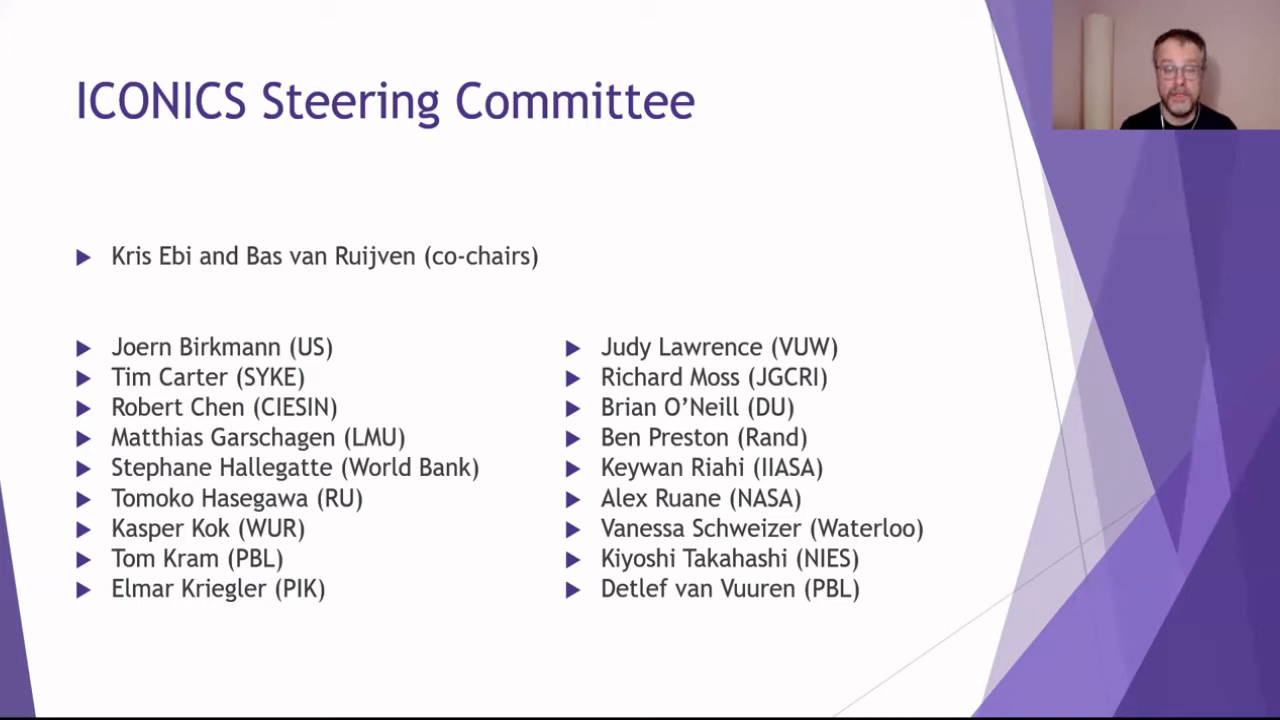 ICONICS Steering Committee
Kris Ebi and Bas van Ruijven (co-chairs)
Joern Birkmann (US)
Tim Carter (SYKE)
Robert Chen (CIESIN)
Matthias Garschagen (LMU)
Stephane Hallegatte (World Bank)
Tomoko Hasegawa (RU)
Kasper Kok (WUR)
Tom Kram (PBL)
Elmar Kriegler (PIK)
Judy Lawrence (VUW)
Richard Moss (JGCRI)
Brian O’Neill (DU)
Ben Preston (Rand)
Keywan Riahi (IIASA)
Alex Ruane (NASA)
Vanessa Schweizer (Waterloo)
Kiyoshi Takahashi (NIES)
Detlef van Vuuren (PBL)